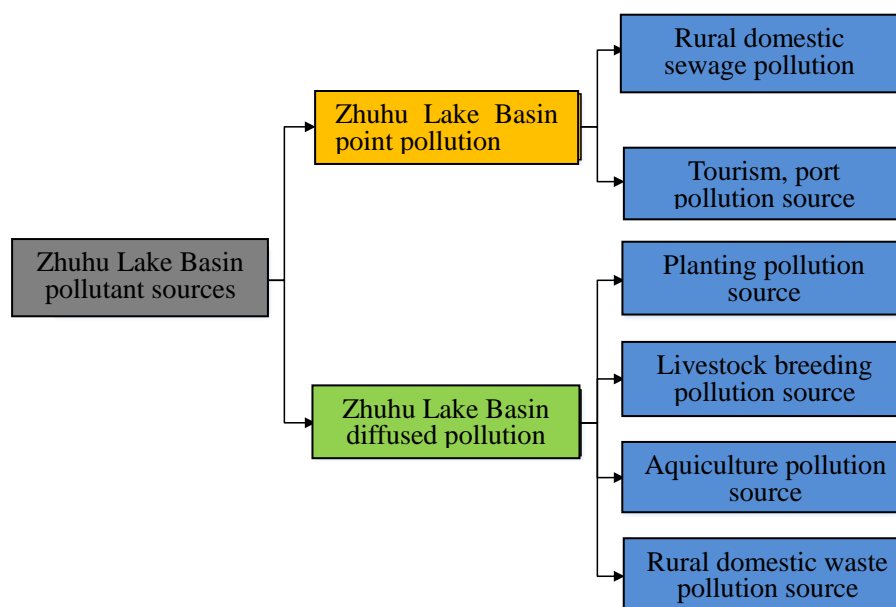 Rural domestic
sewage pollution
Zhuhu Lake Basin
point pollution
Tourism, port
pollution source
Zhuhu Lake Basin
pollutant sources
Planting pollution
source
Livestock breeding
pollution source
Zhuhu Lake Basin
diffused pollution
Aquiculture pollution
source
Rural domestic waste
pollution source